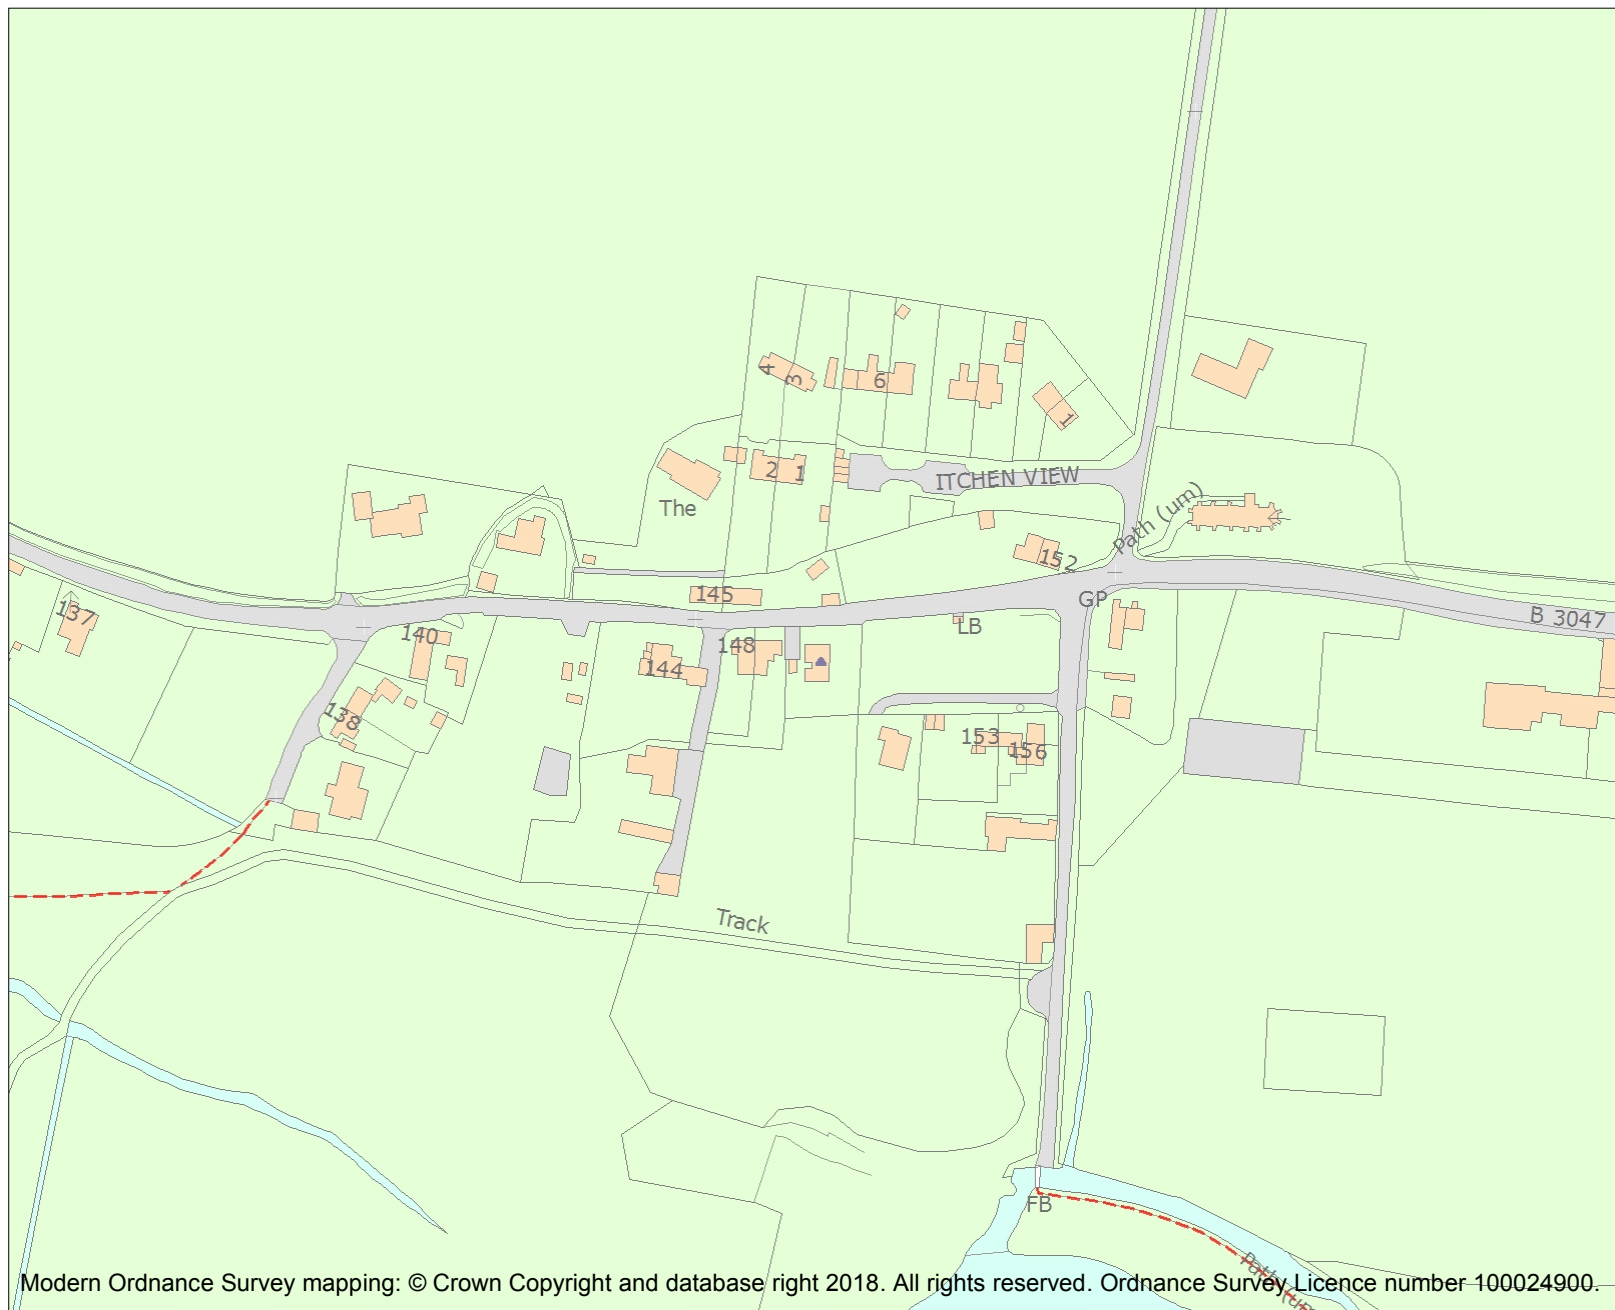 4
3
6
1
2
1
ITCHEN VIEW
The
Path (um)
152
137
145
GP
B 3047
140
LB
148
144
138
153
156
Track
FB
Path (um
Modern Ordnance Survey mapping: © Crown Copyright and database right 2018. All rights reserved. Ordnance Survey Licence number 100024900.